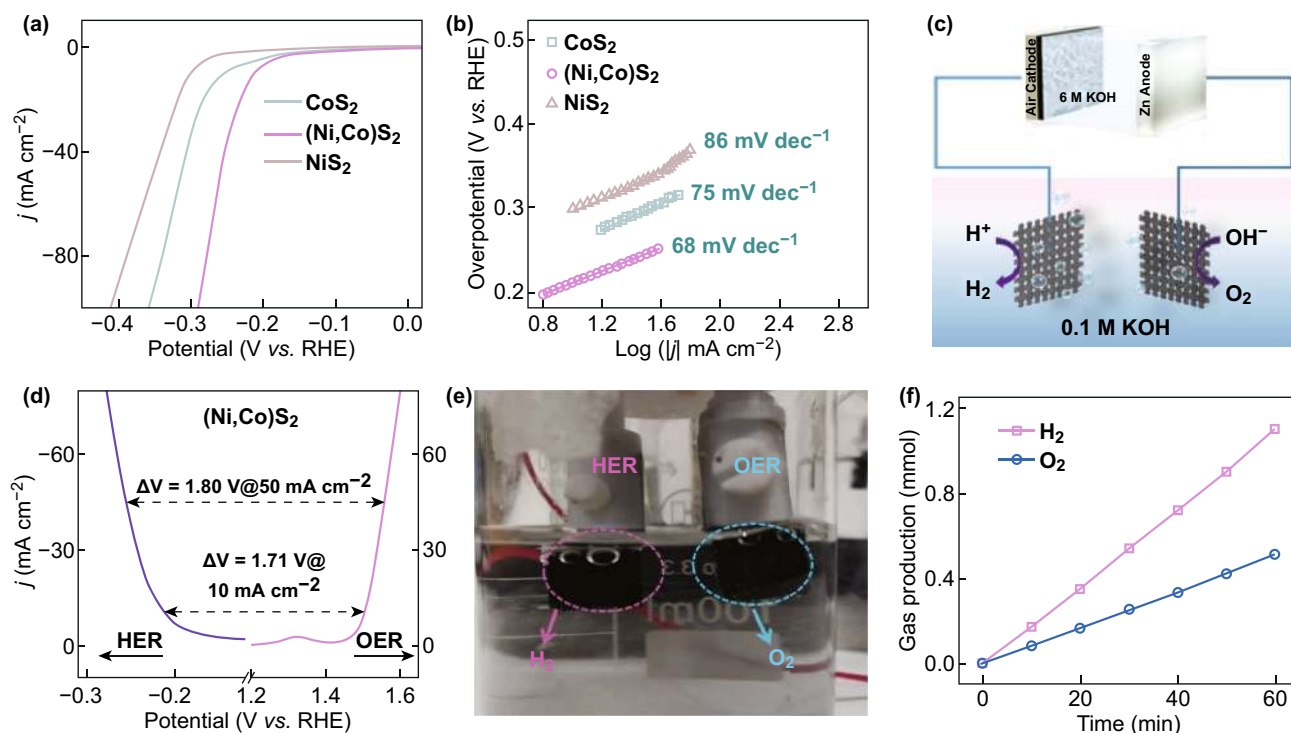 (a)
0
−40
−80
j (mA cm−2)
CoS2
(Ni,Co)S2
NiS2
−0.4
−0.3
−0.2
−0.1
0.0
Potential (V vs. RHE)
(b)
0.5
0.4
0.3
0.2
Overpotential (V vs. RHE)
CoS2
(Ni,Co)S2
NiS2
86 mV dec−1
75 mV dec−1
68 mV dec−1
0.8
1.2
1.6
2.0
2.4
2.8
Log (|j| mA cm−2)
(c)
Air Cathode
6 M KOH
Zn Anode
H+
H2
OH−
O2
0.1 M KOH
(d)
(Ni,Co)S2
−60
−30
0
j (mA cm−2)
60
30
0
ΔV = 1.80 V@50 mA cm−2
ΔV = 1.71 V@
10 mA cm−2
HER
OER
−0.3
−0.2
1.2
1.4
1.6
Potential (V vs. RHE)
(e)
HER
OER
100ml
H2
O2
(f)
1.2
0.8
0.4
0.0
Gas production (mmol)
H2
O2
0
20
40
60
Time (min)